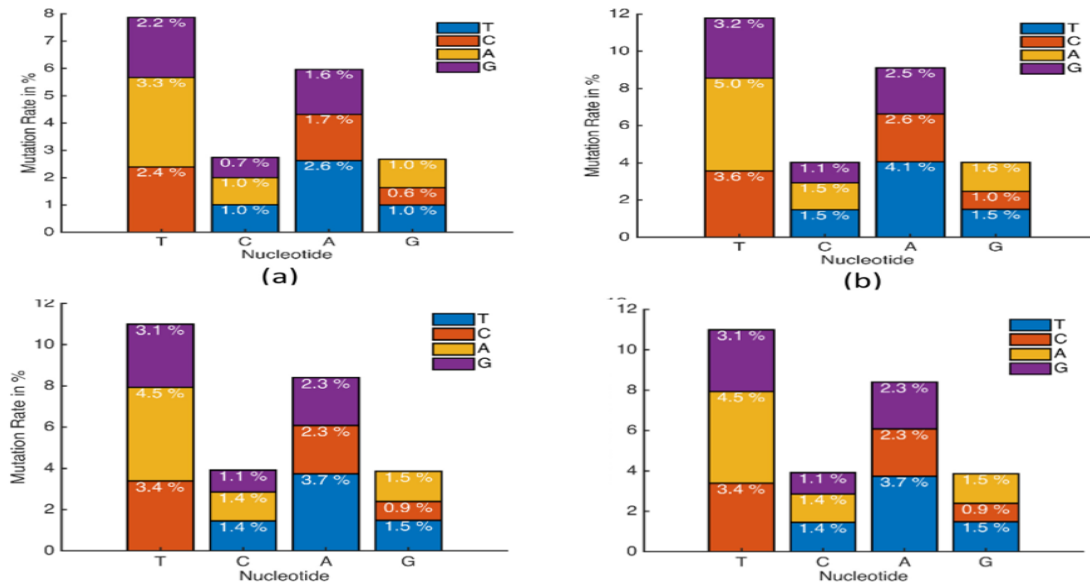 8
7
6
5
4
3
2
1
0
Mutation Rate in %
2.2 %
3.3 %
2.4 %
0.7 %
1.0 %
1.0 %
1.6 %
1.7 %
2.6 %
1.0 %
0.6 %
1.0 %
T
C
A
G
T C A G
Nucleotide
(a)
12
10
8
6
4
2
0
Mutation Rate in %
3.2 %
5.0 %
3.6 %
1.1 %
1.5 %
1.5 %
2.5 %
2.6 %
4.1 %
1.6 %
1.0 %
1.5 %
T
C
A
G
T C A G
Nucleotide
(b)
12
10
8
6
4
2
0
Mutation Rate in %
3.1 %
4.5 %
3.4 %
1.1 %
1.4 %
1.4 %
2.3 %
2.3 %
3.7 %
1.5 %
0.9 %
1.5 %
T
C
A
G
T C A G
Nucleotide
12
10
8
6
4
2
0
Mutation Rate in %
3.1 %
4.5 %
3.4 %
1.1 %
1.4 %
1.4 %
2.3 %
2.3 %
3.7 %
1.5 %
0.9 %
1.5 %
T
C
A
G
T C A G
Nucleotide